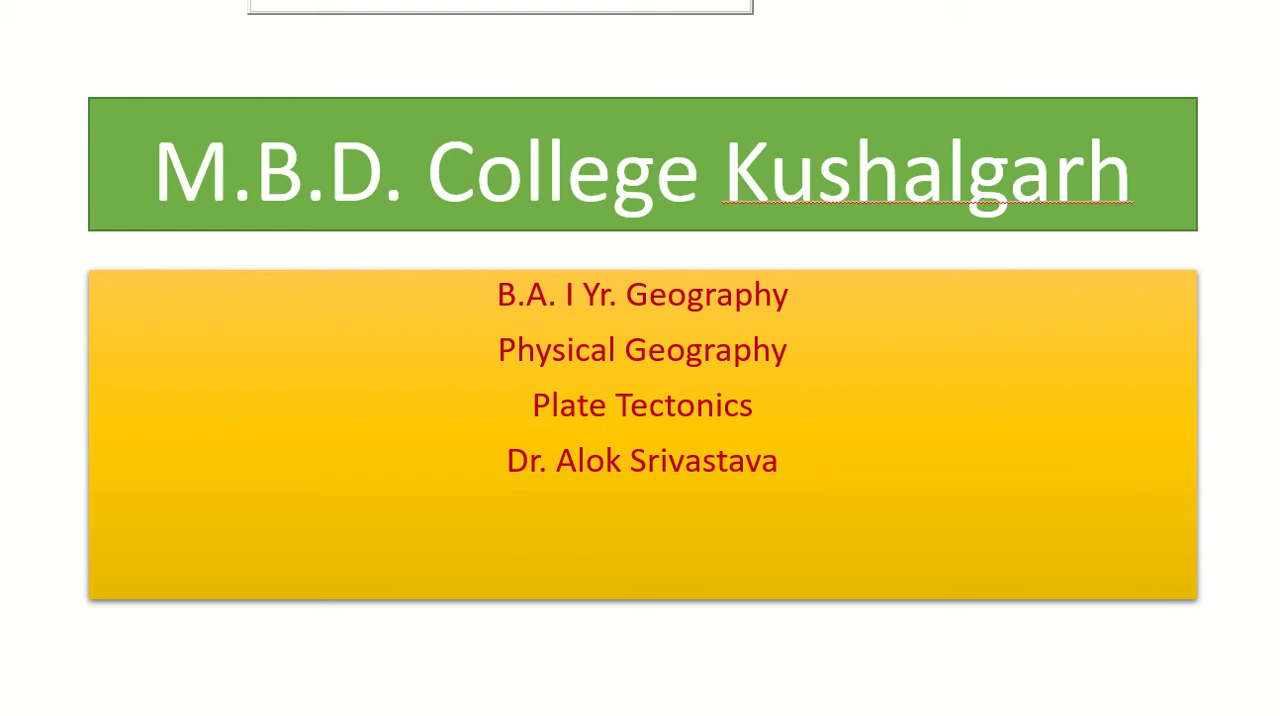 M.B.D. College Kushalgarh
B.A. I Yr. Geography
Physical Geography
Plate Tectonics
Dr. Alok Srivastava